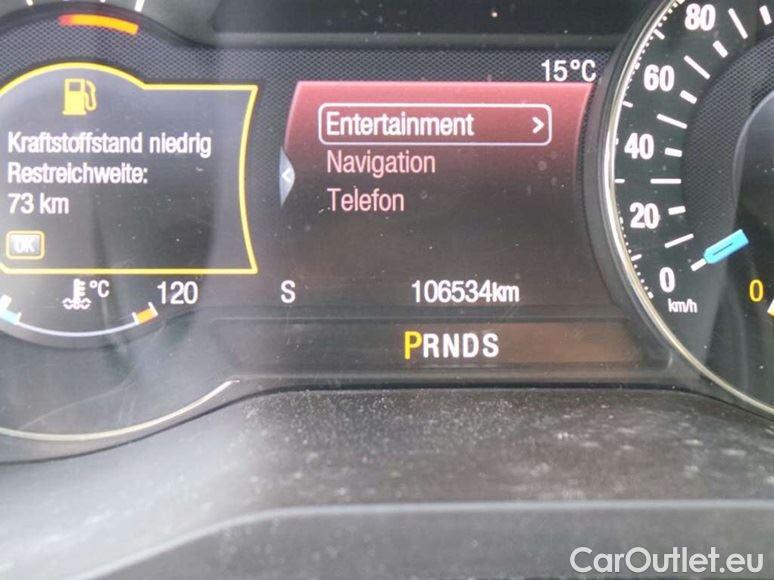 Kraftstoffstand niedrig
Restreichweite:
73 km
OK
°C
120
15°C
Entertainment >
Navigation
Telefon
S
106534km
PRNDS
80
60
40
20
0
km/h
0
CarOutlet.eu